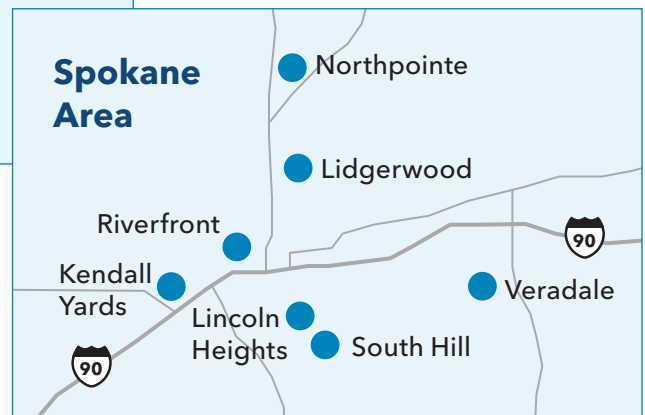 Spokane
Area
Northpointe
Lidgerwood
Riverfront
90
Kendall
Yards
Veradale
Lincoln
Heights
South Hill
90